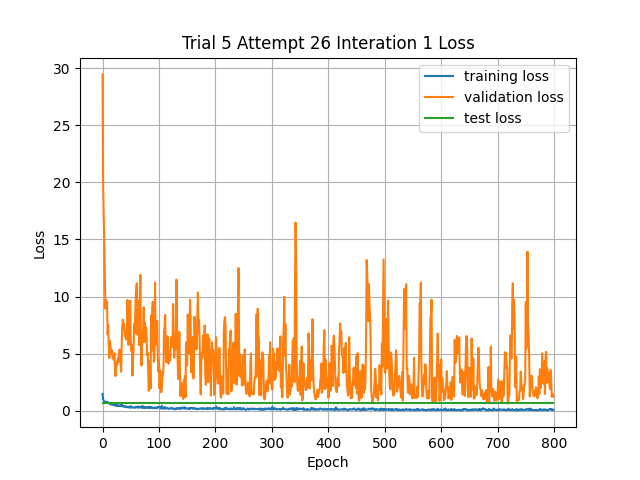 Trial 5 Attempt 26 Interation 1 Loss
training loss
validation loss
test loss
30
25
20
15
10
5
0
Loss
0 100 200 300 400 500 600 700 800
Epoch